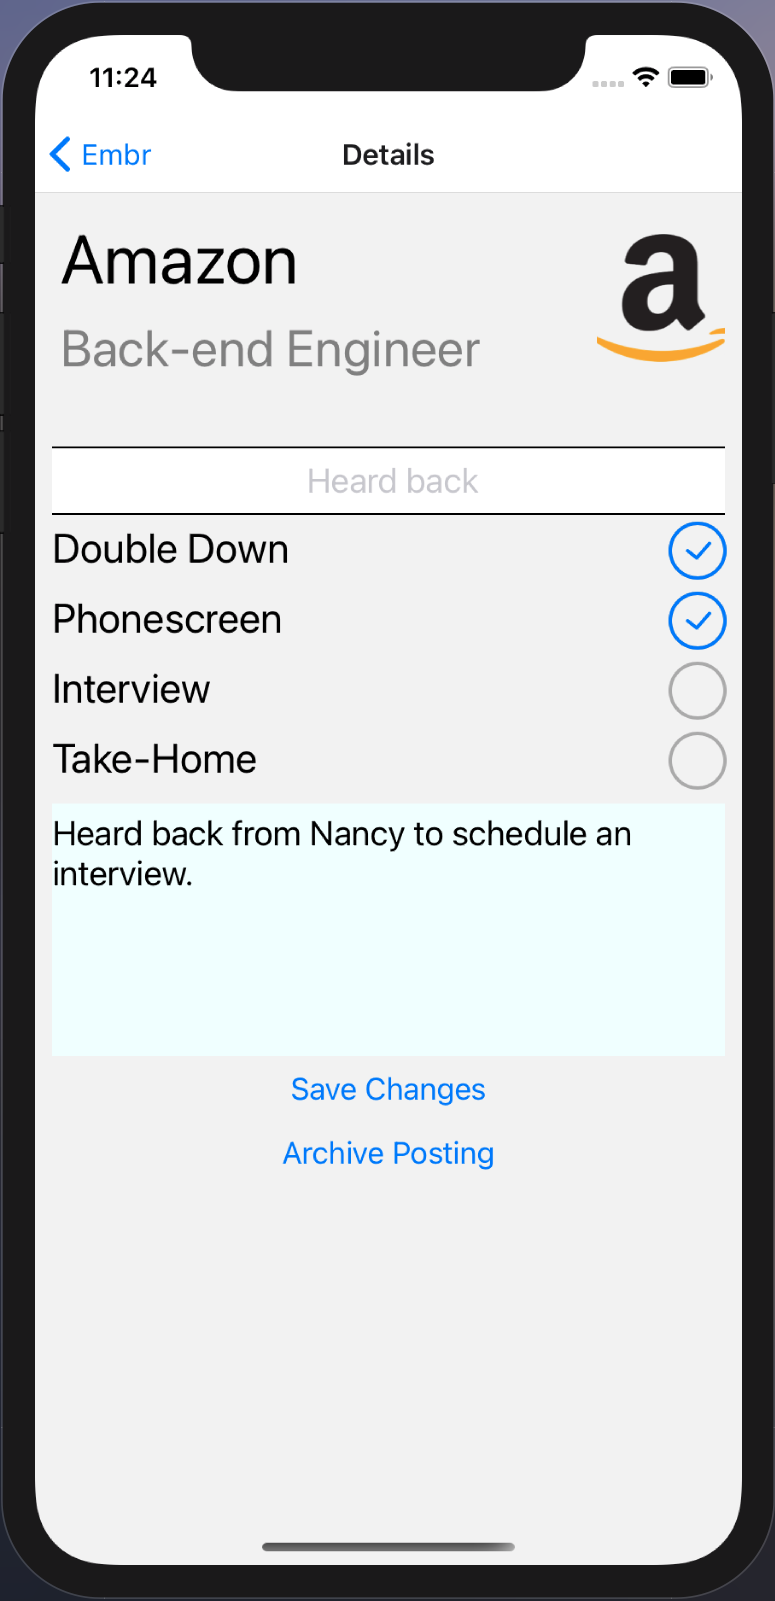 11:24
Embr
Details
Amazon
a
Back-end Engineer
Heard back
Double Down
Phonescreen
Interview
Take-Home
Heard back from Nancy to schedule an
interview.
Save Changes
Archive Posting